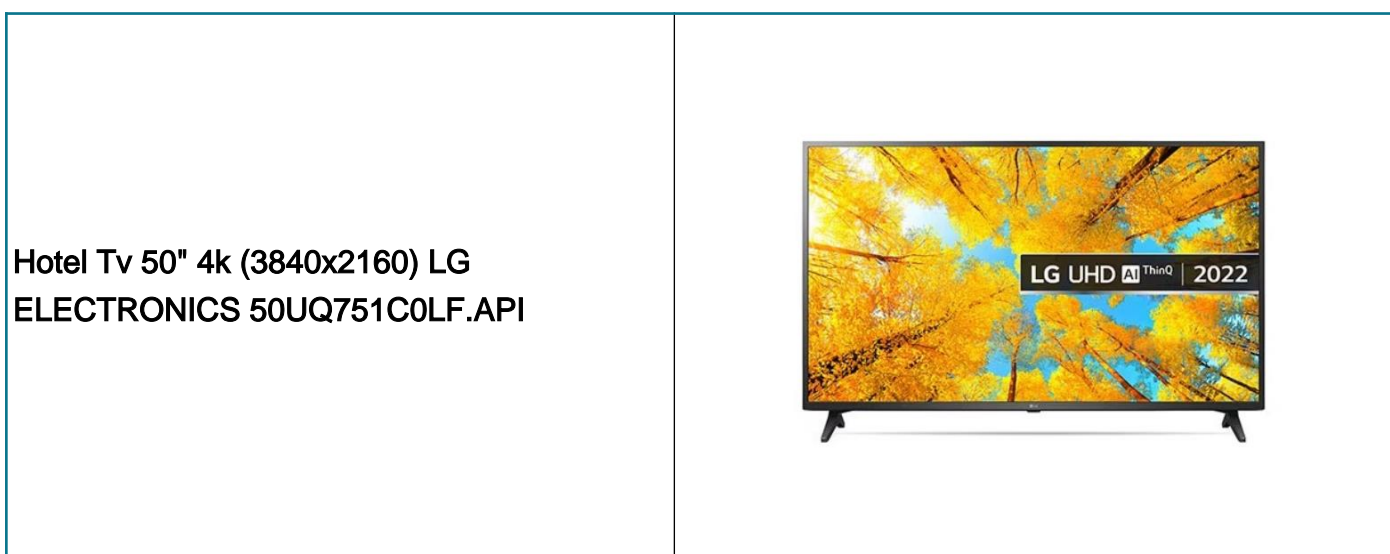 Hotel Tv 50" 4k (3840x2160) LG
ELECTRONICS 50UQ751C0LF.API
LG UHD AI ThinQ | 2022